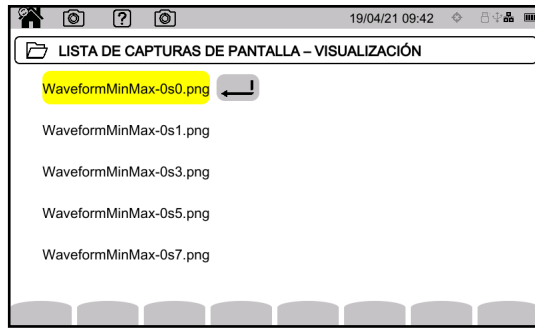 19/04/21 09:42
LISTA DE CAPTURAS DE PANTALLA – VISUALIZACIÓN
WaveformMinMax-0s0.png
WaveformMinMax-0s1.png
WaveformMinMax-0s3.png
WaveformMinMax-0s5.png
WaveformMinMax-0s7.png